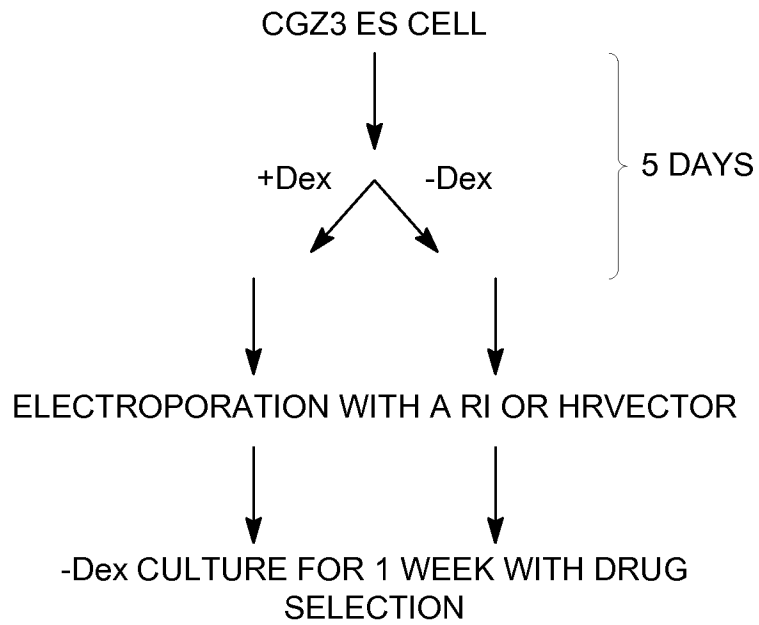 CGZ3 ES CELL
+Dex -Dex
5 DAYS
ELECTROPORATION WITH A RI OR HRVECTOR
-Dex CULTURE FOR 1 WEEK WITH DRUG
SELECTION